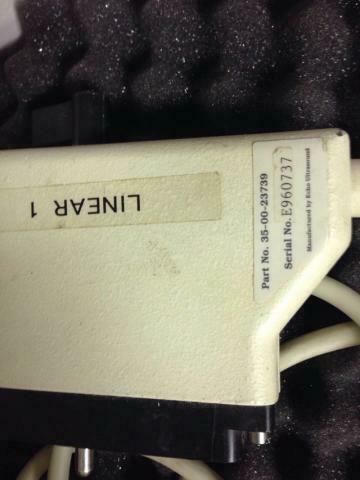 LINEAR 1
Part No. 35-00-23739
Serial No. E960737
Manufactured by Echo Ultrasound